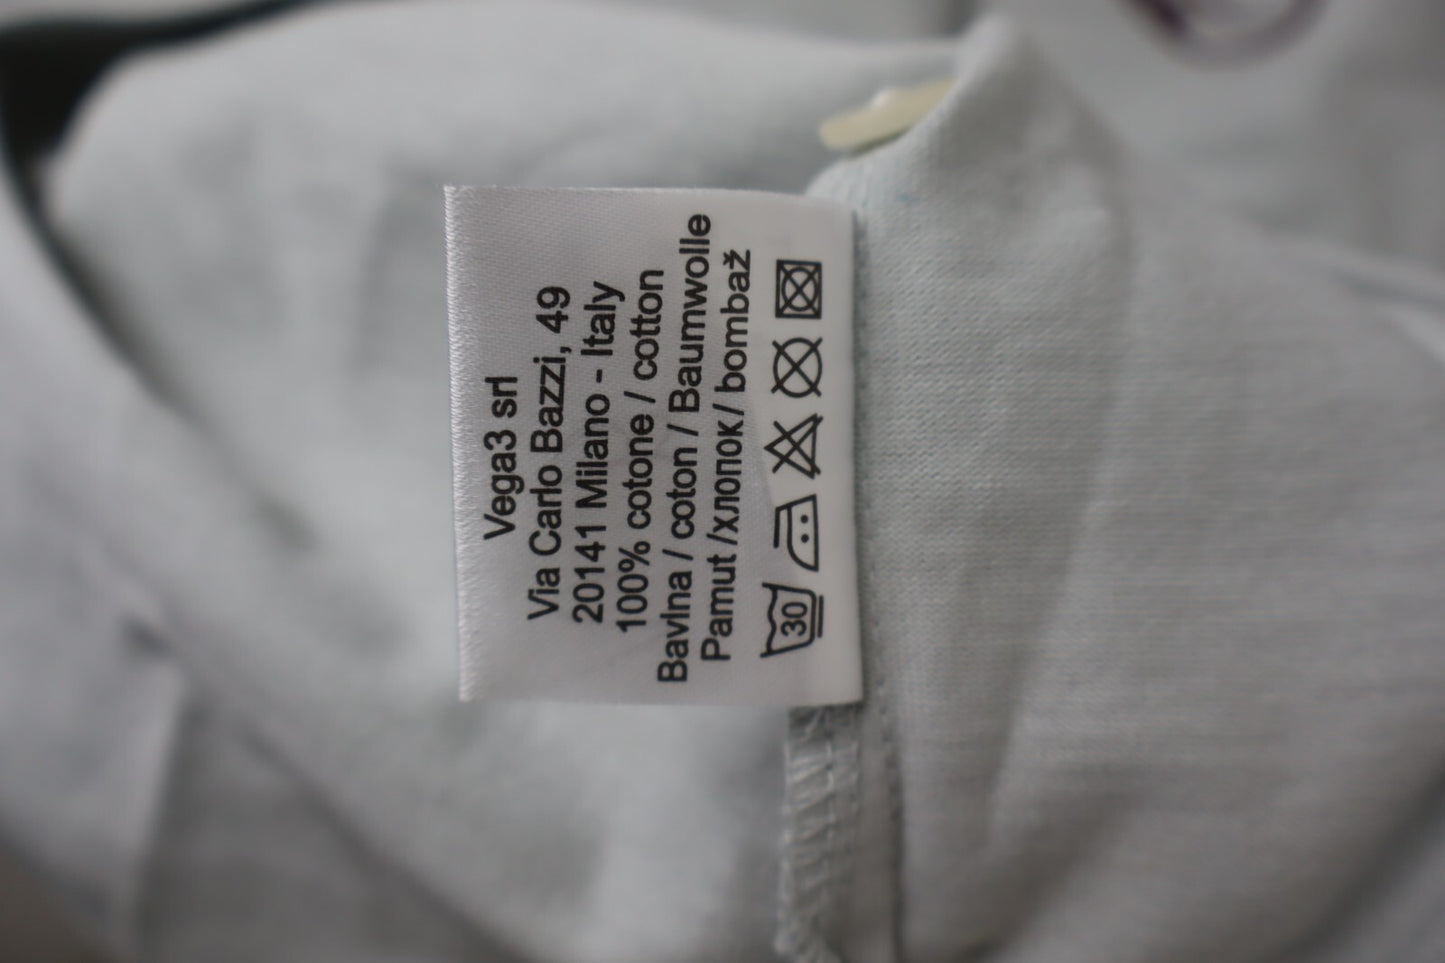 Vega3 srl
Via Carlo Bazzi, 49
20141 Milano - Italy
100% cotone / cotton
Bavlna / coton / Baumwolle
Pamut /хлопок/ bombaž
30